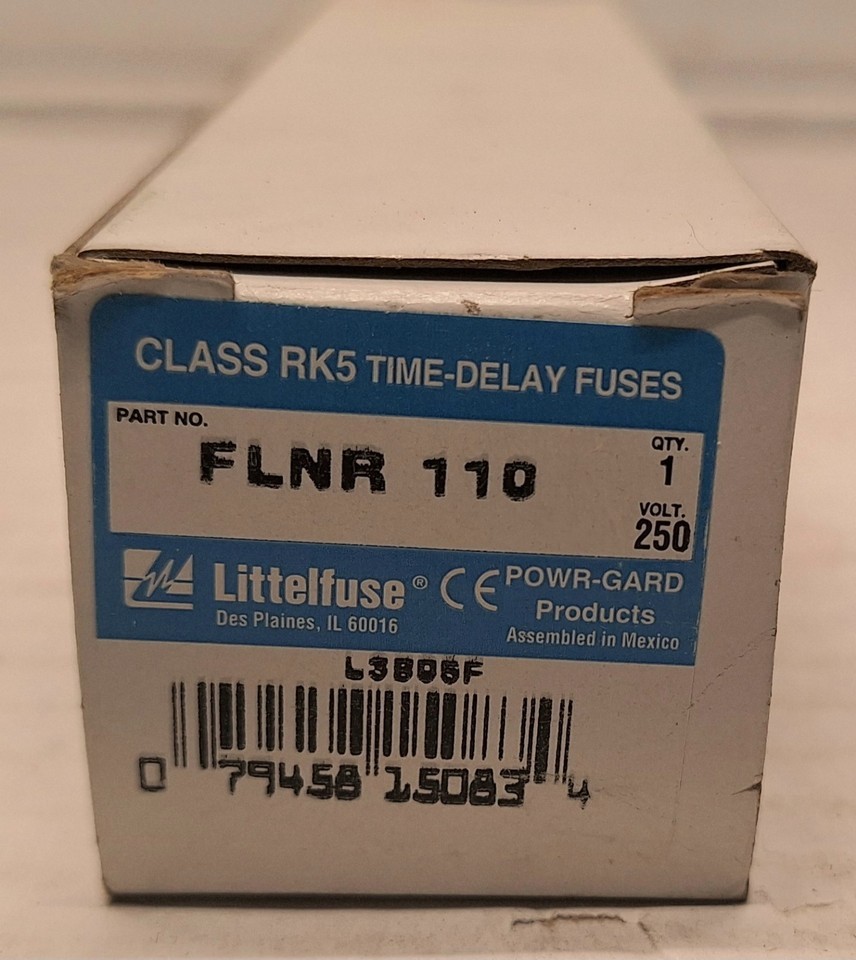 CLASS RK5 TIME-DELAY FUSES
PART NO.
FLNR 110
QTY.
1
VOLT.
250
Littelfuse®
Des Plaines, IL 60016
CE
POWR-GARD
Products
Assembled in Mexico
L3806F
0 79458 15083 4